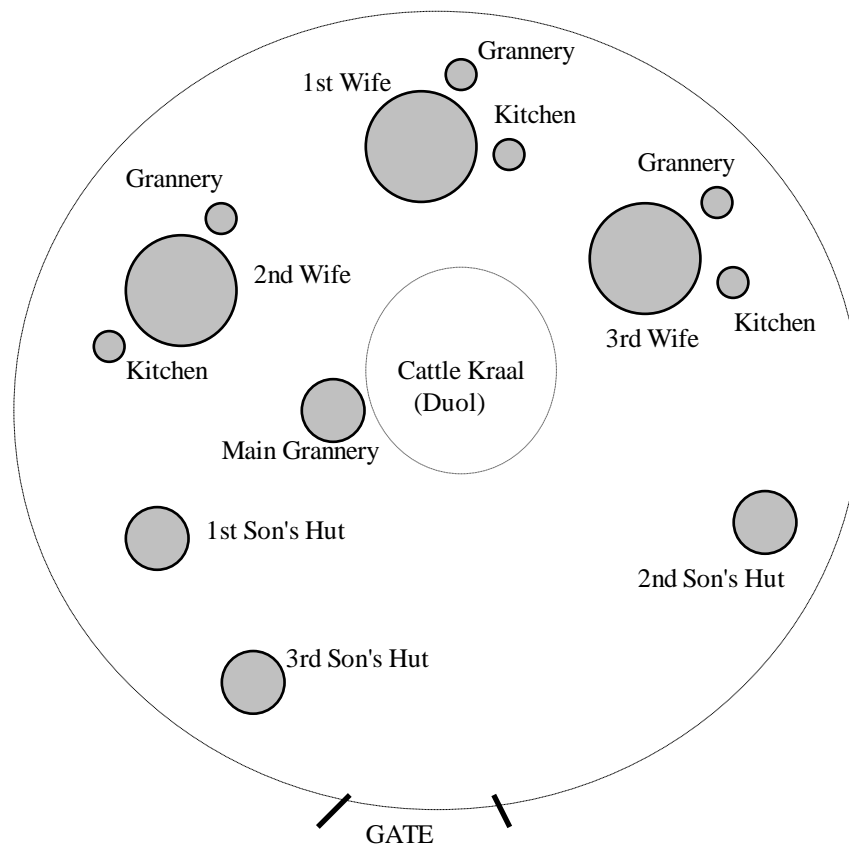 Grannery
1st Wife
Kitchen
Grannery
Grannery
2nd Wife
Kitchen
3rd Wife
Kitchen
Cattle Kraal
(Duol)
Main Grannery
1st Son's Hut
2nd Son's Hut
3rd Son's Hut
GATE